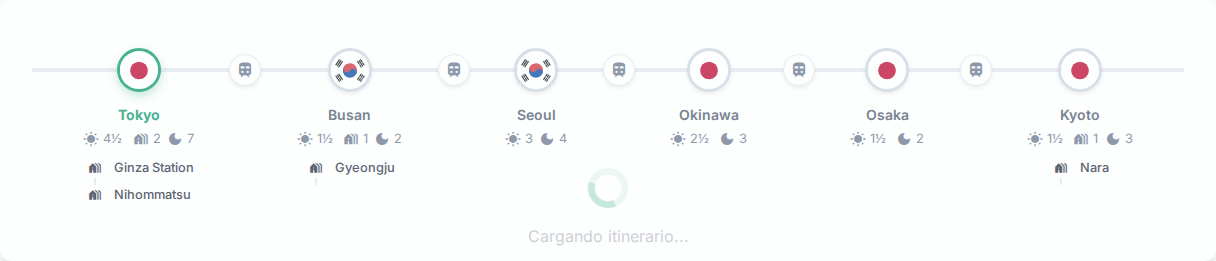 Tokyo
4½ 2 7
Ginza Station
Nihommatsu
Busan
1½ 1 2
Gyeongju
Seoul
3 4
Okinawa
2½ 3
Osaka
1½ 2
Kyoto
1½ 1 3
Nara
Cargando itinerario...